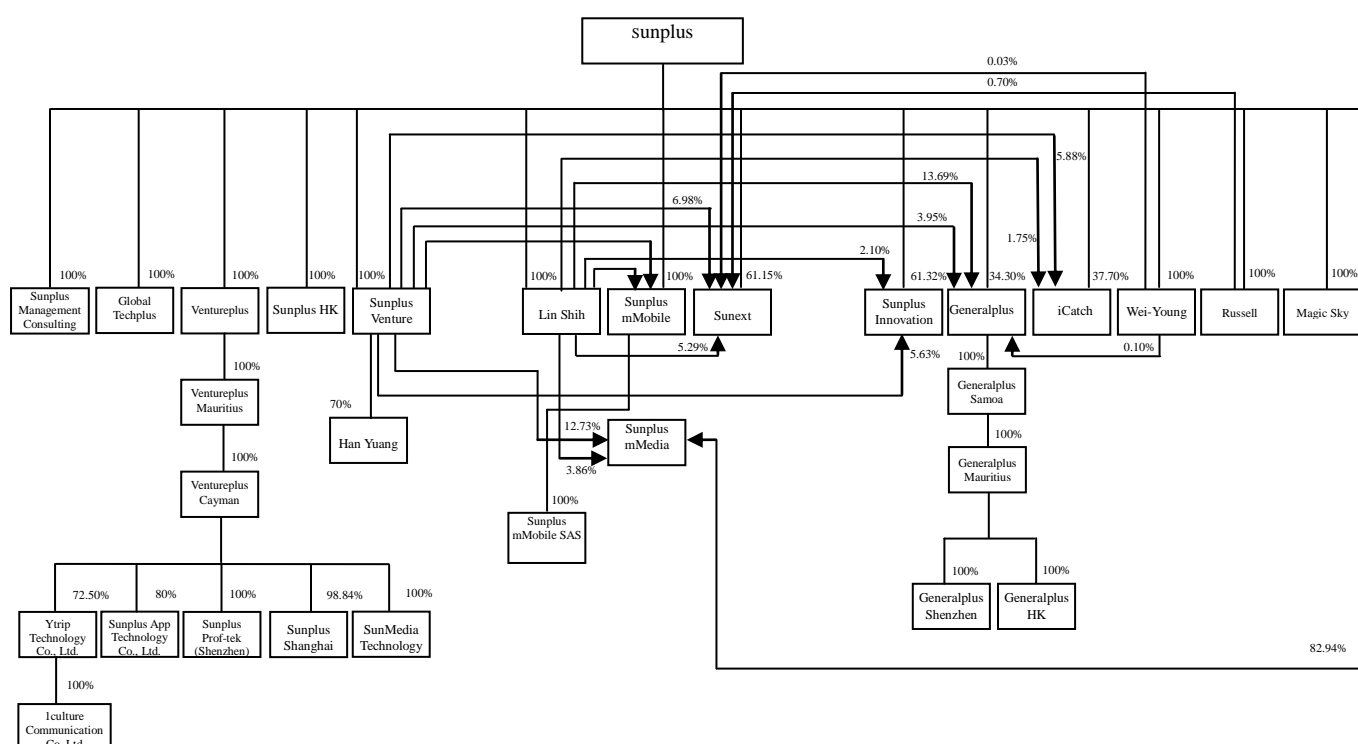 sunplus
0.03%
0.70%
5.88%
13.69%
6.98%
3.95%
1.75%
2.10%
100%
100%
100%
100%
100%
100%
100%
61.15%
61.32%
34.30%
37.70%
100%
100%
100%
Sunplus
Management
Consulting
Global
Techplus
Ventureplus
Sunplus HK
Sunplus
Venture
Lin Shih
Sunplus
mMobile
Sunext
Sunplus
Innovation
Generalplus
iCatch
Wei-Young
Russell
Magic Sky
5.29%
5.63%
100%
0.10%
100%
Ventureplus
Mauritius
Generalplus
Samoa
70%
Han Yuang
12.73%
Sunplus
mMedia
3.86%
100%
100%
Ventureplus
Cayman
Generalplus
Mauritius
100%
Sunplus
mMobile SAS
72.50%
80%
100%
98.84%
100%
100%
100%
Ytrip
Technology
Co., Ltd.
Sunplus App
Technology
Co., Ltd.
Sunplus
Prof-tek
(Shenzhen)
Sunplus
Shanghai
SunMedia
Technology
Generalplus
Shenzhen
Generalplus
HK
82.94%
100%
1culture
Communication
Co. Ltd